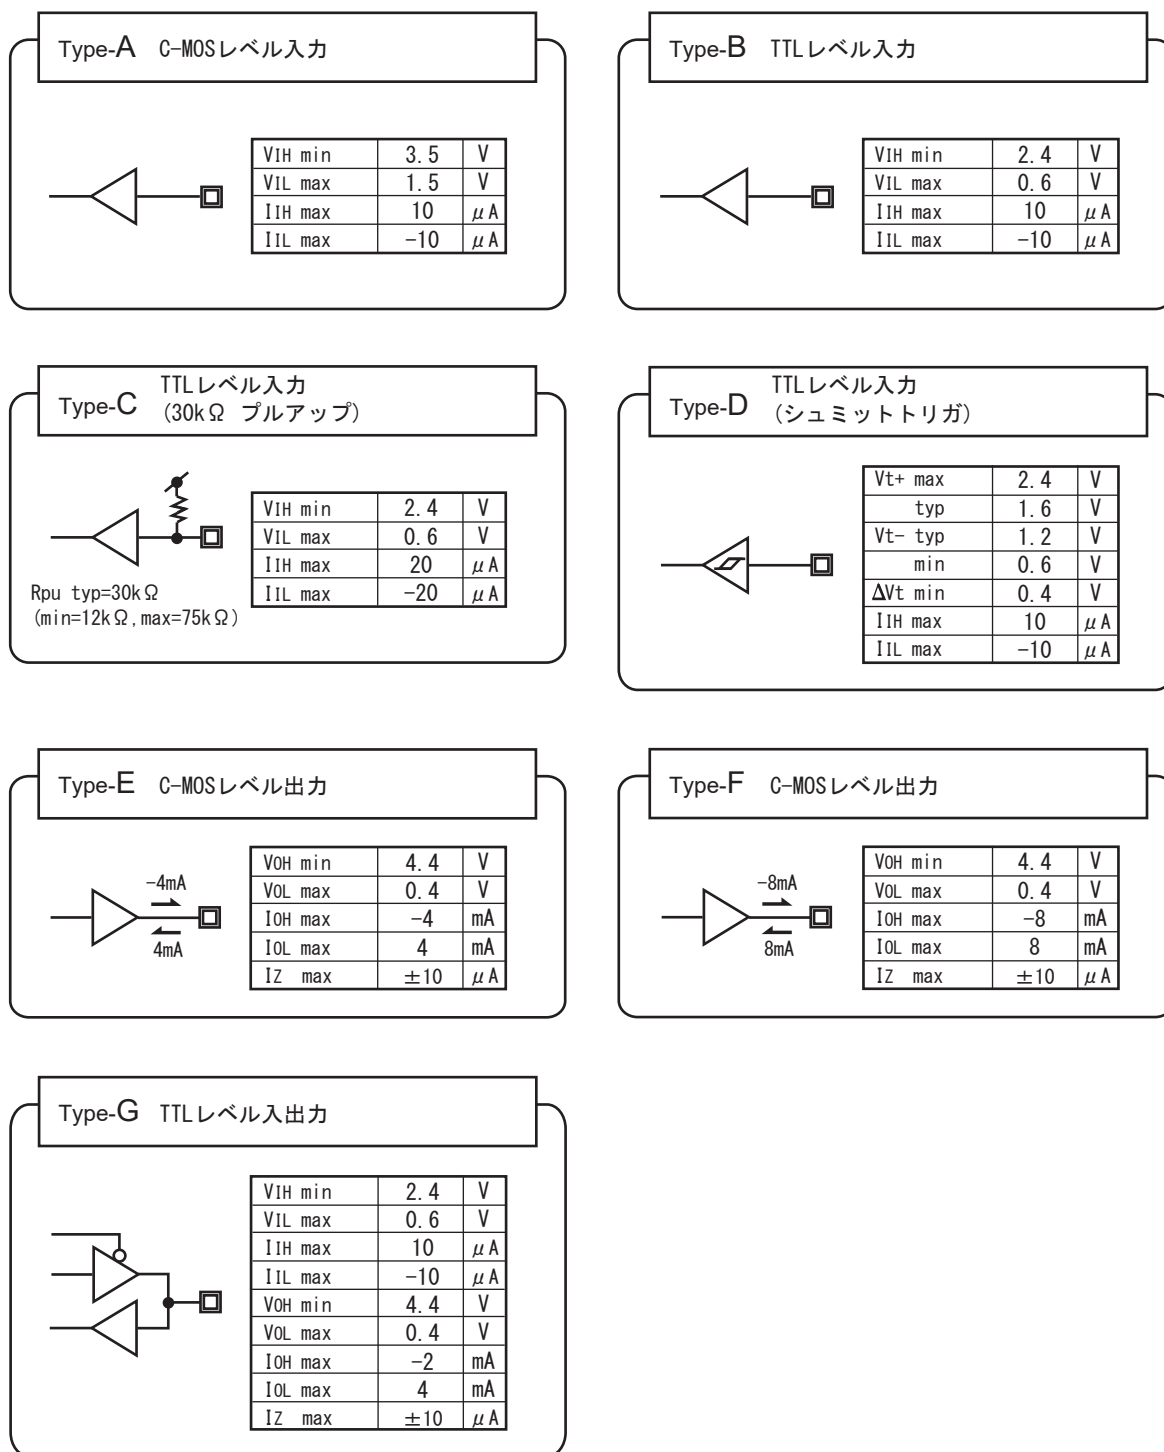 Type-A C-MOSレベル入力
VIH min 3.5 V
VIL max 1.5 V
IIH max 10 μA
IIL max −10 μA
Type-B TTLレベル入力
VIH min 2.4 V
VIL max 0.6 V
IIH max 10 μA
IIL max −10 μA
Type-C TTLレベル入力
(30kΩ プルアップ)
Rpu typ=30kΩ
(min=12kΩ,max=75kΩ)
VIH min 2.4 V
VIL max 0.6 V
IIH max 20 μA
IIL max −20 μA
Type-D TTLレベル入力
(シュミットトリガ)
Vt+ max 2.4 V
typ 1.6 V
Vt− typ 1.2 V
min 0.6 V
ΔVt min 0.4 V
IIH max 10 μA
IIL max −10 μA
Type-E C-MOSレベル出力
−4mA
4mA
VOH min 4.4 V
VOL max 0.4 V
IOH max −4 mA
IOL max 4 mA
IZ max ±10 μA
Type-F C-MOSレベル出力
−8mA
8mA
VOH min 4.4 V
VOL max 0.4 V
IOH max −8 mA
IOL max 8 mA
IZ max ±10 μA
Type-G TTLレベル入出力
VIH min 2.4 V
VIL max 0.6 V
IIH max 10 μA
IIL max −10 μA
VOH min 4.4 V
VOL max 0.4 V
IOH max −2 mA
IOL max 4 mA
IZ max ±10 μA